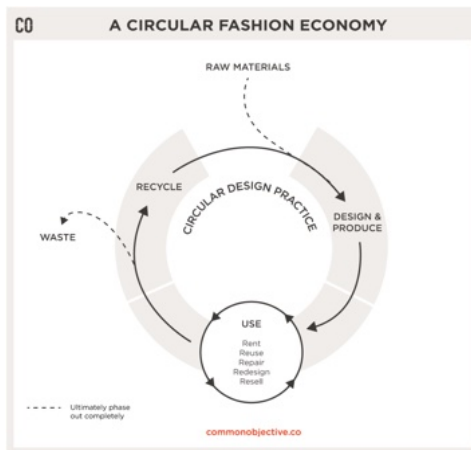 CO
A CIRCULAR FASHION ECONOMY
RAW MATERIALS
RECYCLE
CIRCULAR DESIGN PRACTICE
DESIGN &
PRODUCE
WASTE
USE
Rent
Reuse
Repair
Redesign
Resell
Ultimately phase
out completely
commonobjective.co